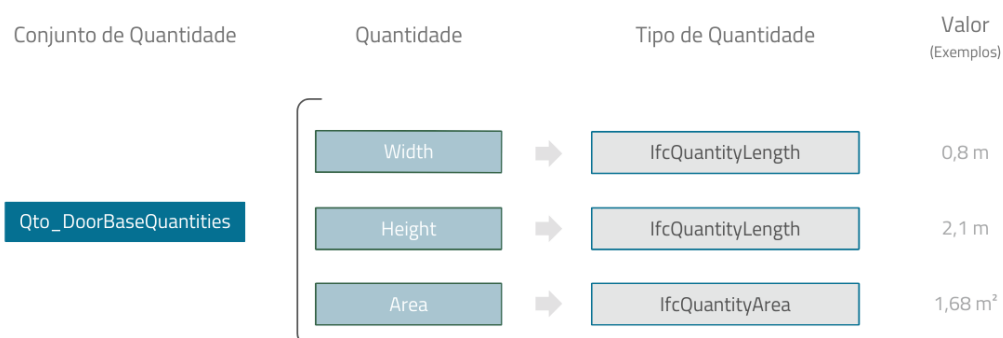 Conjunto de Quantidade
Quantidade
Tipo de Quantidade
Valor
(Exemplos)
Width
IfcQuantityLength
0,8 m
Qto_DoorBaseQuantities
Height
IfcQuantityLength
2,1 m
Area
IfcQuantityArea
1,68 m²